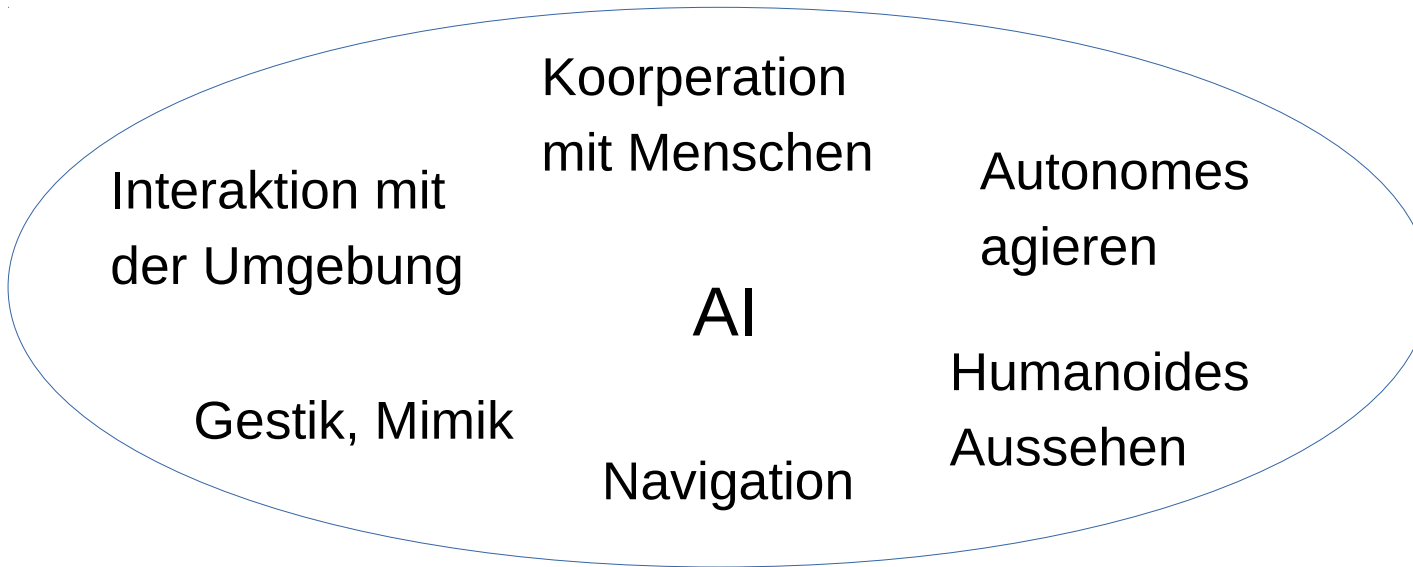 Koorperation
mit Menschen
Interaktion mit
der Umgebung
Autonomes
agieren
AI
Gestik, Mimik
Humanoides
Aussehen
Navigation